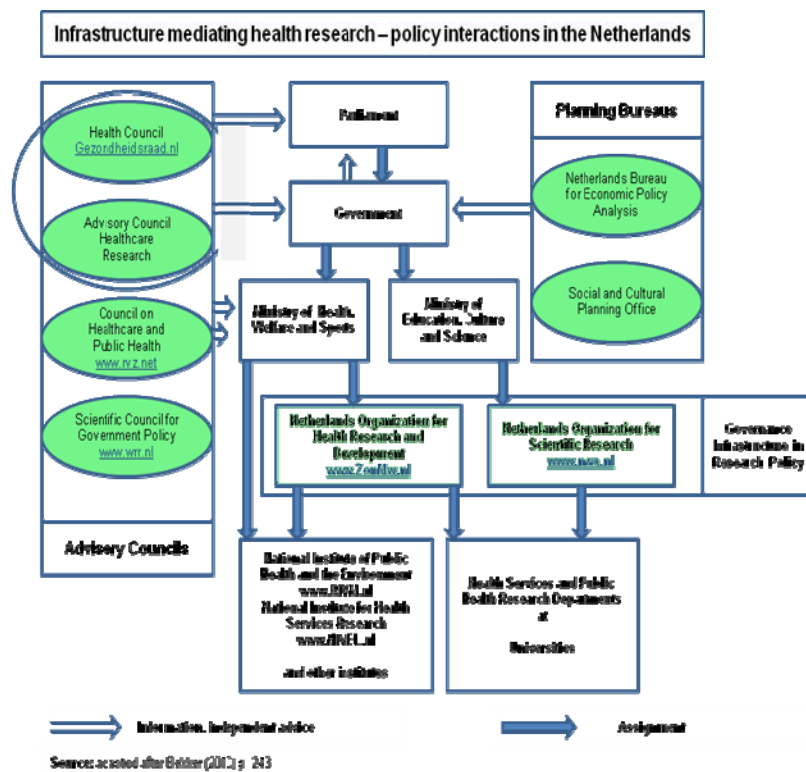 Infrastructure mediating health research – policy interactions in the Netherlands
Health Council
Gezondheidsraad.nl
Advisory Council
Healthcare
Research
Council on
Healthcare and
Public Health
www.rvz.net
Scientific Council for
Government Policy
www.wrr.nl
Advisory Councils
Parliament
Government
Ministry of Health,
Welfare and Sports
Ministry of
Education, Culture
and Science
Planning Bureaus
Netherlands Bureau
for Economic Policy
Analysis
Social and Cultural
Planning Office
Netherlands Organization for
Health Research and
Development
www.ZonMw.nl
Netherlands Organization for
Scientific Research
Governance
Infrastructure in
Research Policy
National Institute of Public
Health and the Environment
National Institute for Health
Services Research
and other institutes
Health Services and Public
Health Research Departments
at
Universities
Information, independent advice
Assignment
Source: after p. 243